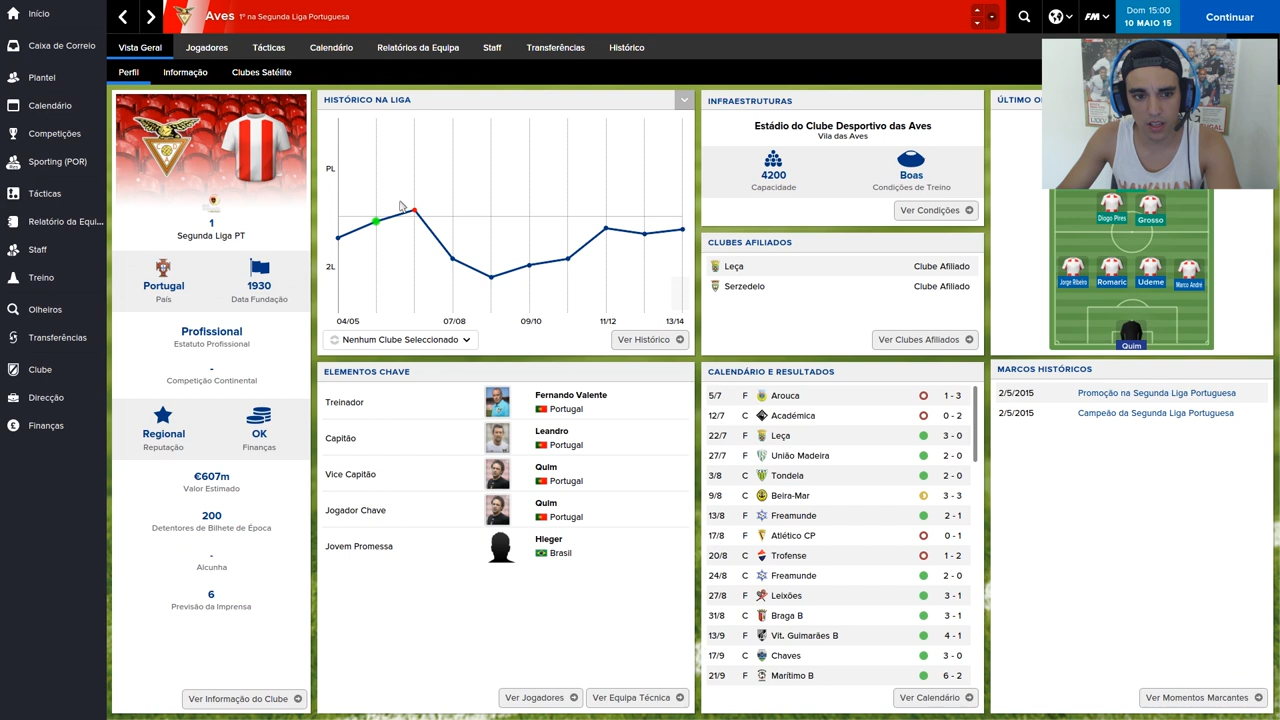 Início
Caixa de Correio
Plantel
Calendário
Competições
Sporting (POR)
Tácticas
Relatório da Equi...
Staff
Treino
Olheiros
Transferências
Clube
Direcção
Finanças
Aves
1º na Segunda Liga Portuguesa
FM
Dom 15:00
10 MAIO 15
Continuar
Vista Geral
Jogadores
Tácticas
Calendário
Relatórios da Equipa
Staff
Transferências
Histórico
Perfil
Informação
Clubes Satélite
1
Segunda Liga PT
Portugal
País
1930
Data Fundação
Profissional
Estatuto Profissional
-
Competição Continental
Regional
Reputação
OK
Finanças
€607m
Valor Estimado
200
Detentores de Bilhete de Época
-
Alcunha
6
Previsão da Imprensa
Ver Informação do Clube
HISTÓRICO NA LIGA
PL
2L
04/05
07/08
09/10
11/12
13/14
Nenhum Clube Seleccionado
Ver Histórico
ELEMENTOS CHAVE
Treinador
Fernando Valente
Portugal
Capitão
Leandro
Portugal
Vice Capitão
Quim
Portugal
Jogador Chave
Quim
Portugal
Jovem Promessa
Hleger
Brasil
Ver Jogadores
Ver Equipa Técnica
INFRAESTRUTURAS
Estádio do Clube Desportivo das Aves
Vila das Aves
4200
Capacidade
Boas
Condições de Treino
Ver Condições
CLUBES AFILIADOS
Leça Clube Afiliado
Serzedelo Clube Afiliado
Ver Clubes Afiliados
CALENDÁRIO E RESULTADOS
5/7 F Arouca 1 - 3
12/7 C Académica 0 - 2
22/7 F Leça 3 - 0
27/7 F União Madeira 2 - 0
3/8 C Tondela 2 - 0
9/8 C Beira-Mar 3 - 3
13/8 F Freamunde 2 - 1
17/8 F Atlético CP 0 - 1
20/8 C Trofense 1 - 2
24/8 C Freamunde 2 - 0
27/8 F Leixões 3 - 1
31/8 C Braga B 3 - 1
13/9 F Vit. Guimarães B 4 - 1
17/9 C Chaves 3 - 0
21/9 F Marítimo B 6 - 2
Ver Calendário
ÚLTIMO O
Diogo Pires
Grosso
Jorge Ribeiro
Romaric
Udeme
Marco André
Quim
MARCOS HISTÓRICOS
2/5/2015 Promoção na Segunda Liga Portuguesa
2/5/2015 Campeão da Segunda Liga Portuguesa
Ver Momentos Marcantes